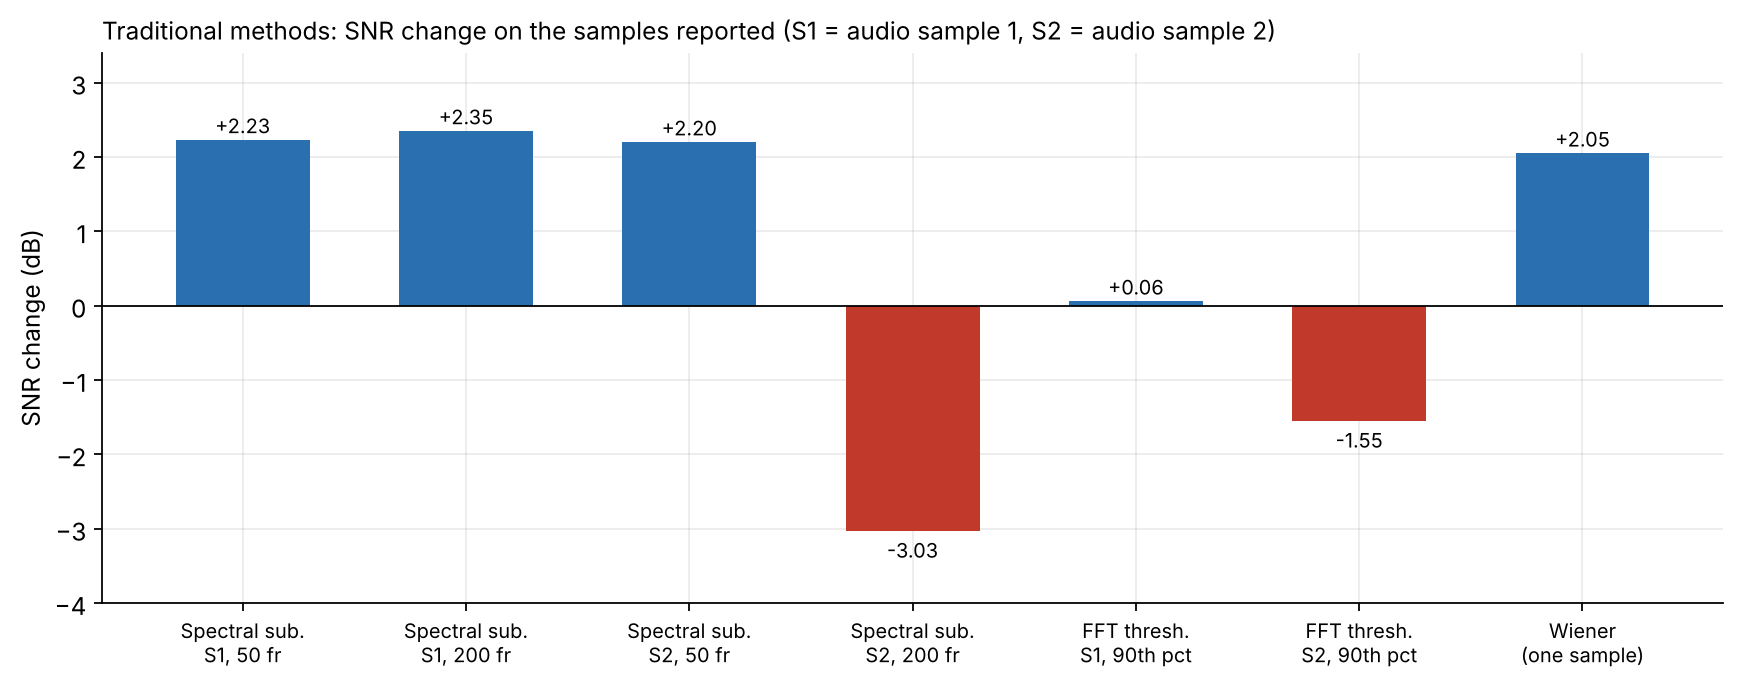 Traditional methods: SNR change on the samples reported (S1 = audio sample 1, S2 = audio sample 2)
SNR change (dB)
3
2
1
0
−1
−2
−3
−4
+2.23
+2.35
+2.20
-3.03
+0.06
-1.55
+2.05
Spectral sub.
S1, 50 fr
Spectral sub.
S1, 200 fr
Spectral sub.
S2, 50 fr
Spectral sub.
S2, 200 fr
FFT thresh.
S1, 90th pct
FFT thresh.
S2, 90th pct
Wiener
(one sample)